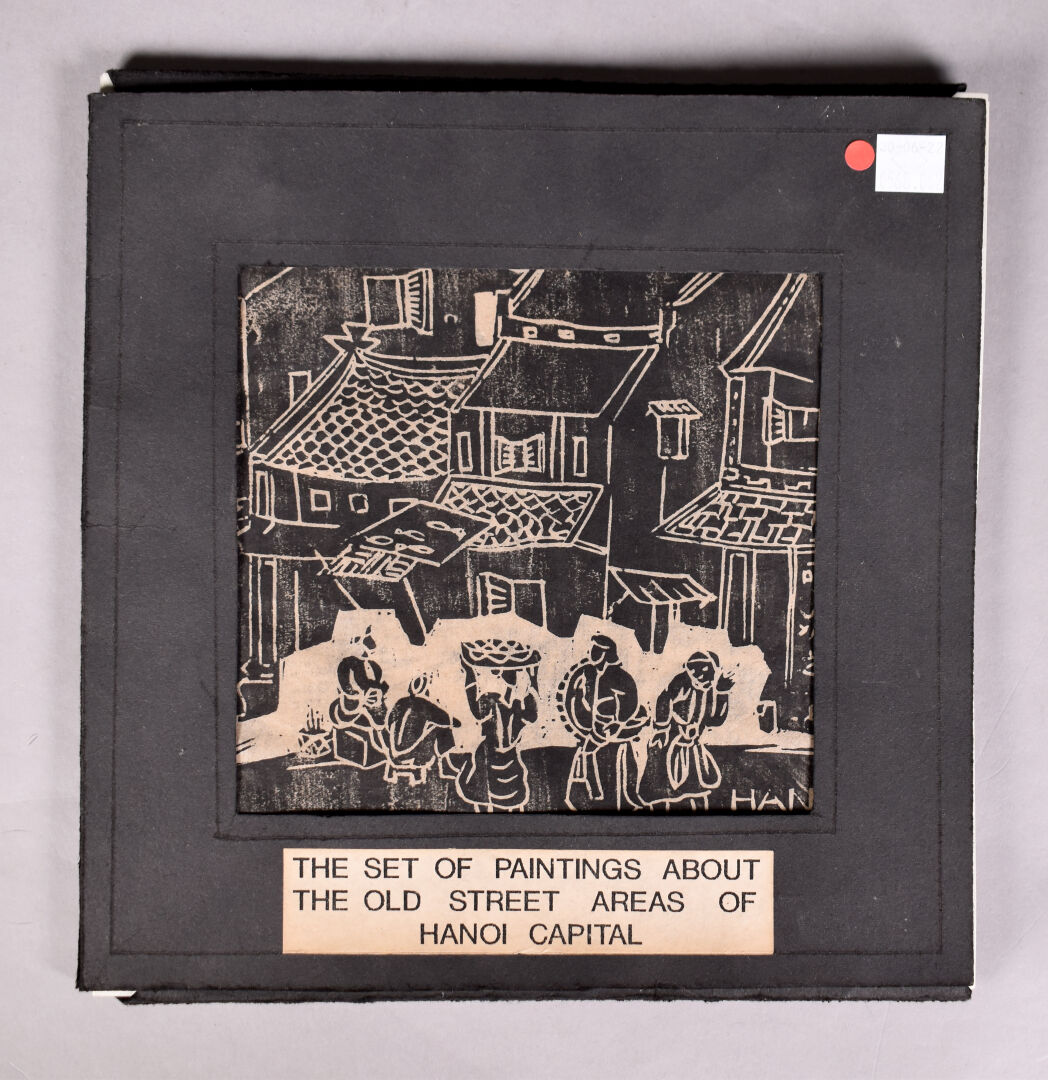 HAN
THE SET OF PAINTINGS ABOUT
THE OLD STREET AREAS OF
HANOI CAPITAL